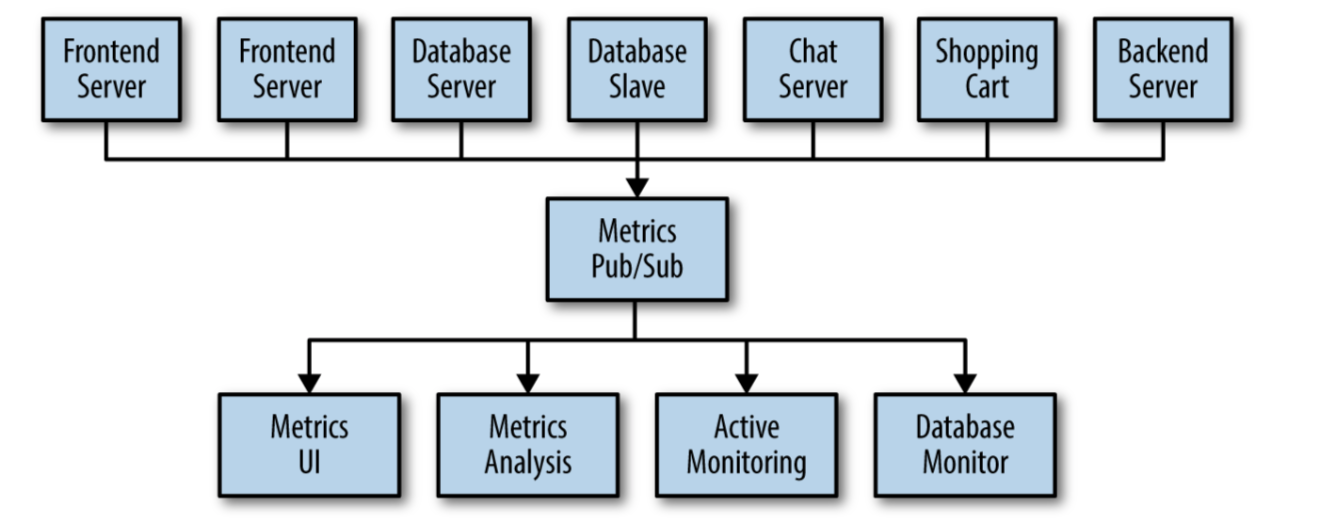 Frontend
Server
Frontend
Server
Database
Server
Database
Slave
Chat
Server
Shopping
Cart
Backend
Server
Metrics
Pub/Sub
Metrics
UI
Metrics
Analysis
Active
Monitoring
Database
Monitor